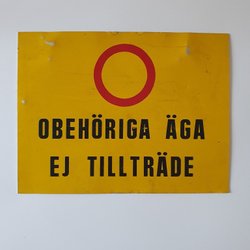 OBEHÖRIGA ÄGA
EJ TILLTRÄDE